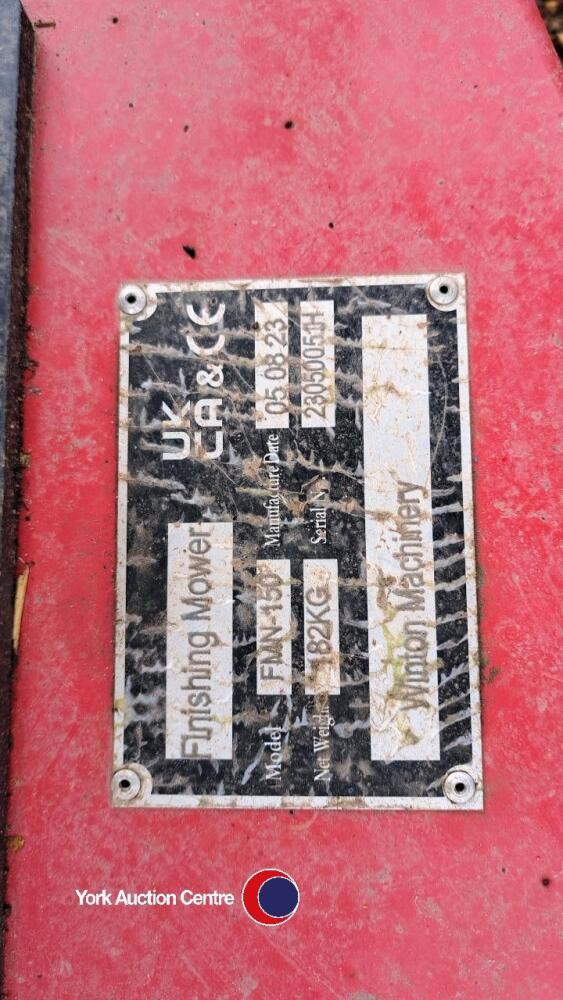 Finishing Mower
UK
CA & CE
Model FMN-150 Manufacture Date 05.08.23
Net Weight 182KG Serial No. 23050051H
Winton Machinery
York Auction Centre